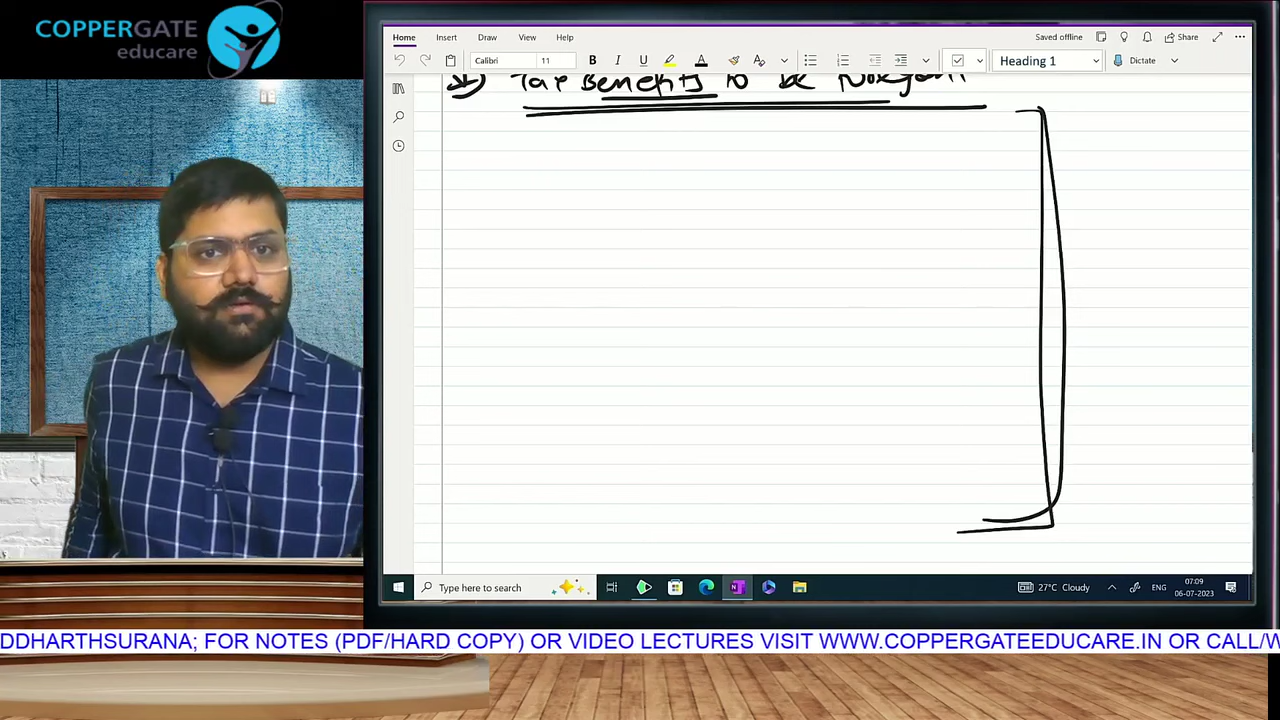 COPPERGATE
educare
Home Insert Draw View Help
Saved offline
Share
Calibri 11 B I U A
Heading 1
Dictate
Tax Benefits to be
Type here to search
27°C Cloudy
ENG
07:09
06-07-2023
DDHARTHSURANA; FOR NOTES (PDF/HARD COPY) OR VIDEO LECTURES VISIT WWW.COPPERGATEEDUCARE.IN OR CALL/W